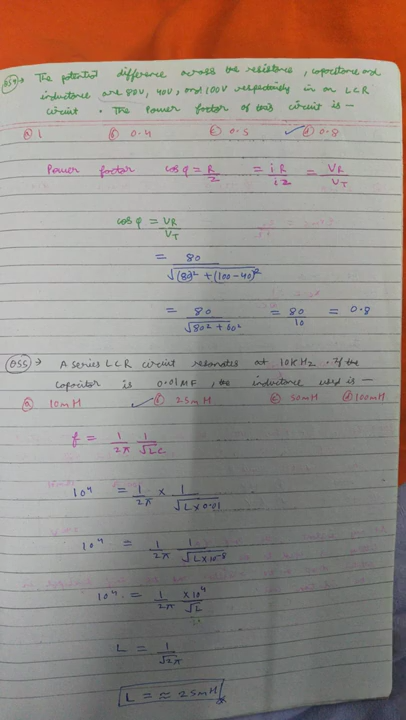 Q54 → The potential difference across the resistance, capacitance and
inductance are 80V, 40V, and 100V respectively in an LCR
circuit. The Power factor of this circuit is —
(a) 1 (b) 0.4 (c) 0.5 ✓(d) 0.8
Power factor cos φ = R/Z = iR/iZ = VR/VT
cos φ = VR/VT
= 80/√(80)² + (100-40)²
= 80/√80² + 60² = 80/10 = 0.8
Q55 → A series LCR circuit resonates at 10KHz. If the
capacitor is 0.01MF, the inductance used is —
(a) 10mH ✓(b) 25mH (c) 50mH (d) 100mH
f = 1/2π 1/√LC
10⁴ = 1/2π × 1/√L×0.01
10⁴ = 1/2π 1/√L×10⁻⁸
10⁴ = 1/2π ×10⁴/√L
L = 1/√2π
L = ≈ 25mH